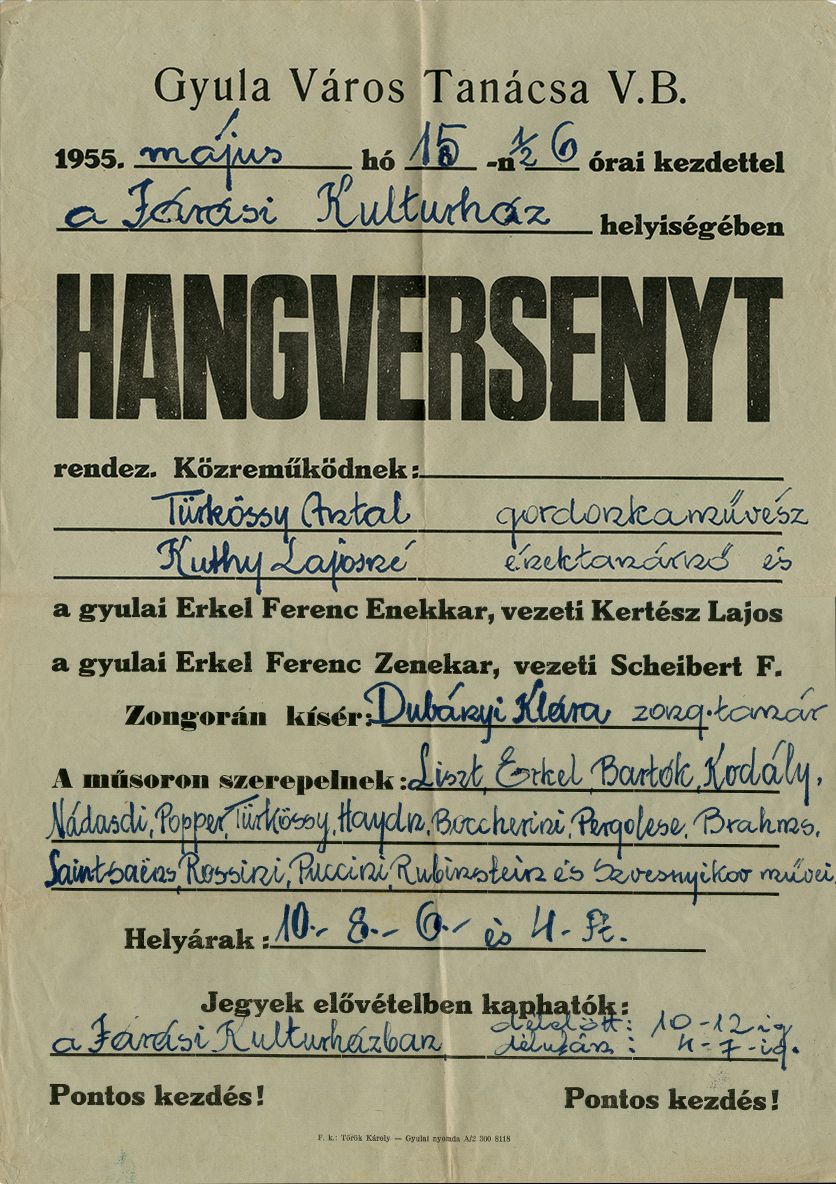 Gyula Város Tanácsa V.B.
1955. május hó 15 -n ½ 6 órai kezdettel
a Járási Kulturház helyiségében
HANGVERSENYT
rendez. Közreműködnek:
Türkössy Antal gordonkaművész
Kuthy Lajosné énektanárnő és
a gyulai Erkel Ferenc Enekkar, vezeti Kertész Lajos
a gyulai Erkel Ferenc Zenekar, vezeti Scheibert F.
Zongorán kísér: Dubányi Klára zong. tanár
A műsoron szerepelnek: Liszt, Erkel, Bartók, Kodály,
Nádasdi, Popper, Türkössy, Haydn, Boccherini, Pergolese, Brahms,
Saint-saëns, Rossini, Puccini, Rubinstein és Szvesnyikov művei.
Helyárak: 10.- 8.- 6.- és 4.- Ft.
Jegyek elővételben kaphatók:
a Járási Kulturházban délelőtt: 10-12-ig
délután: 4-7-ig.
Pontos kezdés! Pontos kezdés!
F. k.: Török Károly — Gyulai nyomda A/2 300 8118